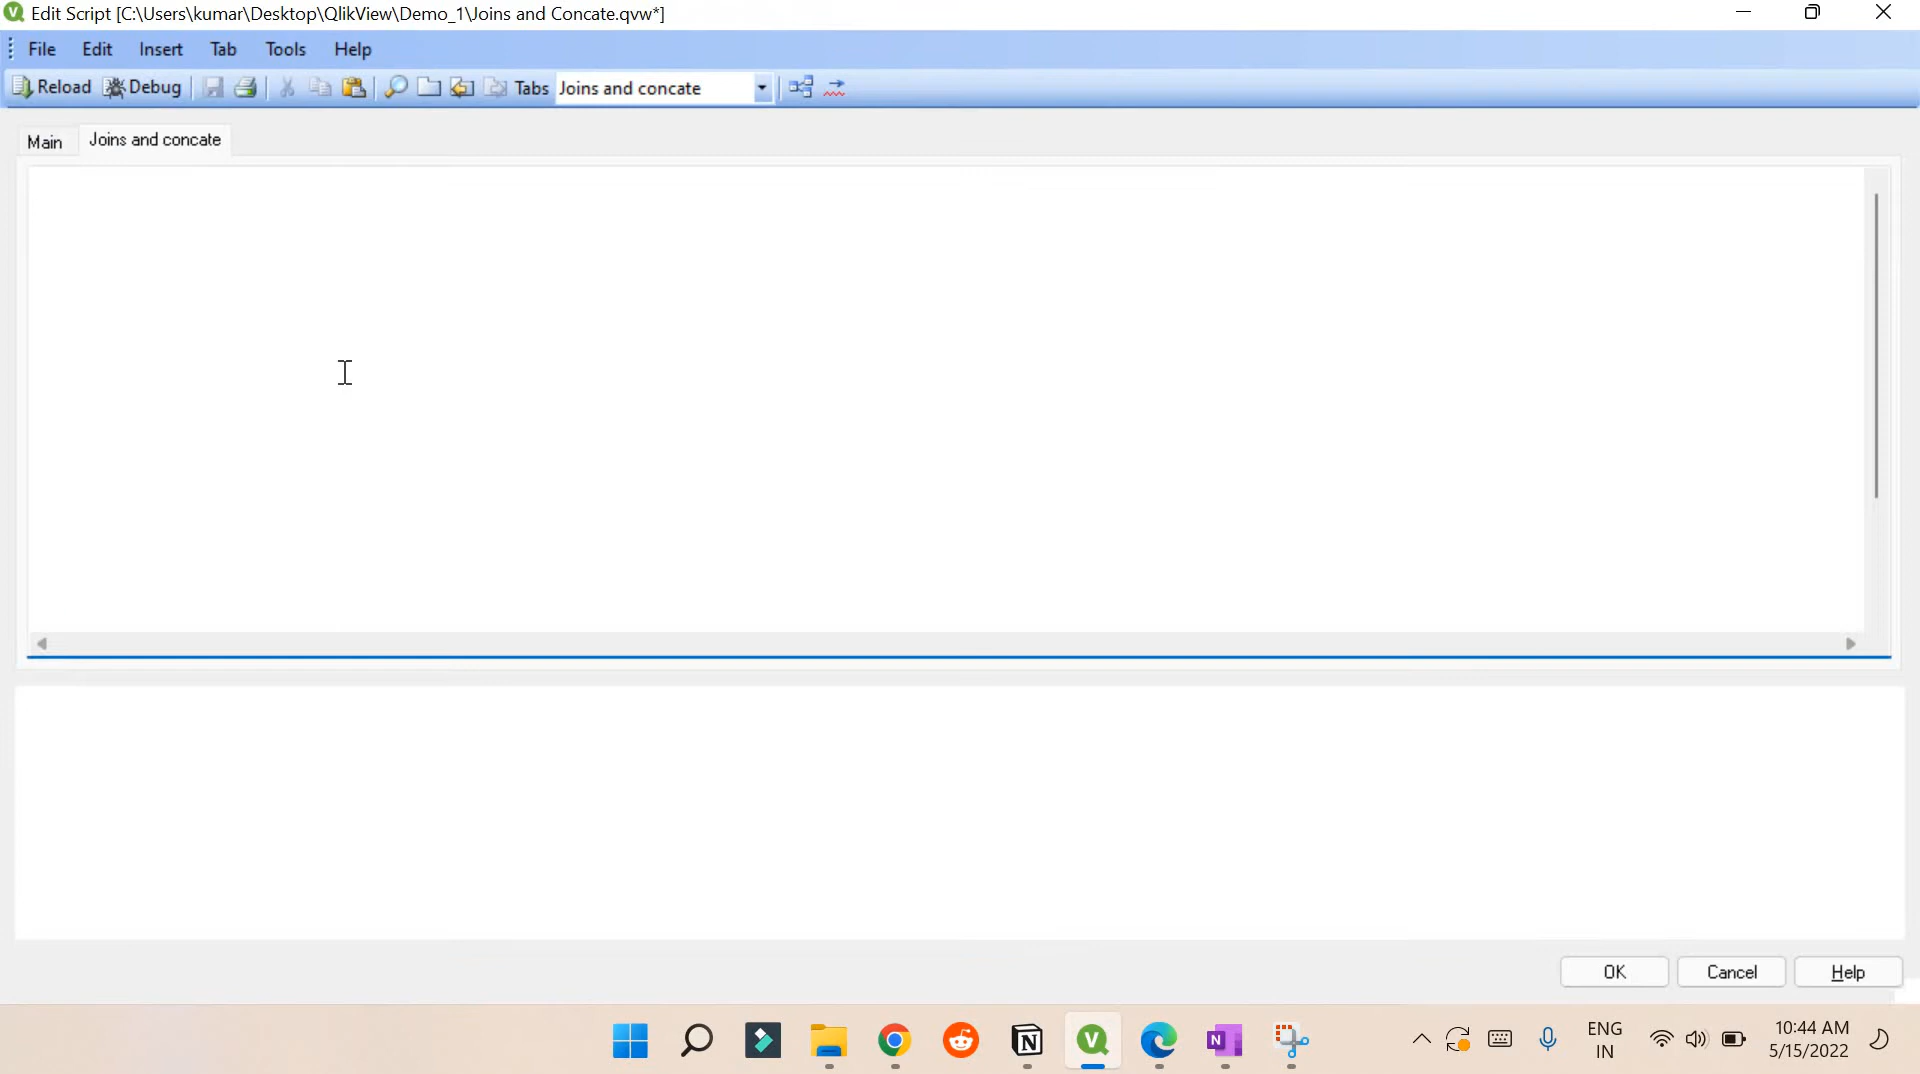 Edit Script [C:\Users\kumar\Desktop\QlikView\Demo_1\Joins and Concate.qvw*]
File Edit Insert Tab Tools Help
Reload Debug Tabs Joins and concate
Main Joins and concate
OK Cancel Help
ENG 10:44 AM
IN 5/15/2022